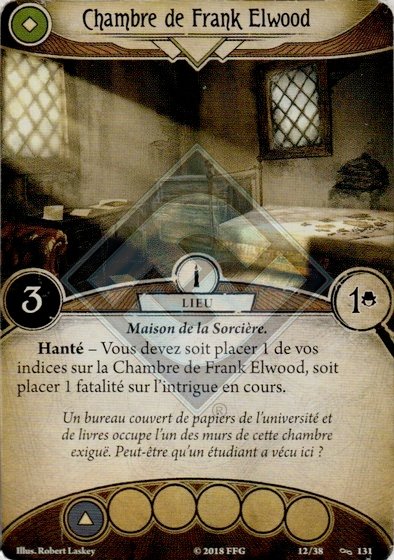 Chambre de Frank Elwood
3
LIEU
1
Maison de la Sorcière.
Hanté – Vous devez soit placer 1 de vos
indices sur la Chambre de Frank Elwood, soit
placer 1 fatalité sur l'intrigue en cours.
Un bureau couvert de papiers de l'université et
de livres occupe l'un des murs de cette chambre
exiguë. Peut-être qu'un étudiant a vécu ici ?
®
Illus. Robert Laskey
© 2018 FFG
12/38
131